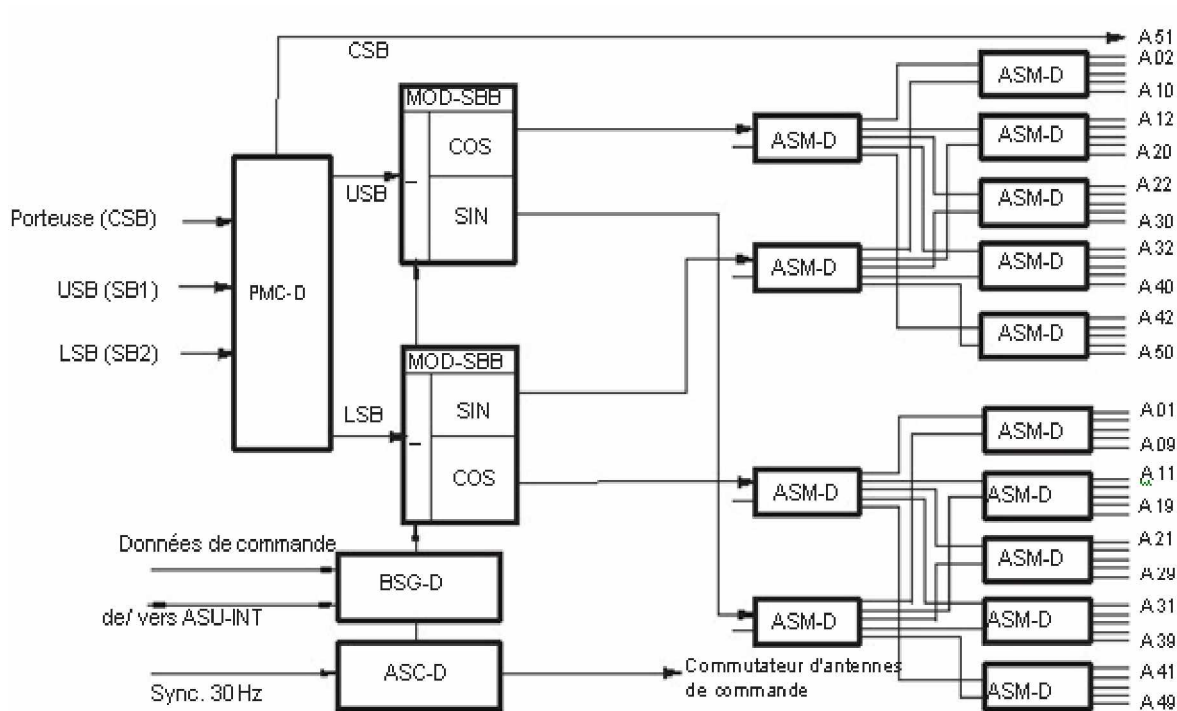 CSB
A 51
A 02
ASM-D
A 10
MOD-SBB
COS
SIN
USB
ASM-D
A 12
ASM-D
A 20
A 22
ASM-D
A 30
Porteuse (CSB)
USB (SB1)
LSB (SB2)
PMC-D
ASM-D
A 32
ASM-D
A 40
A 42
ASM-D
A 50
MOD-SBB
SIN
COS
LSB
A 01
ASM-D
A 09
ASM-D
A 11
ASM-D
A 19
A 21
ASM-D
A 29
Données de commande
BSG-D
de/ vers ASU-INT
ASM-D
A 31
ASM-D
A 39
Sync. 30 Hz
ASC-D
Commutateur d'antennes
de commande
A 41
ASM-D
A 49